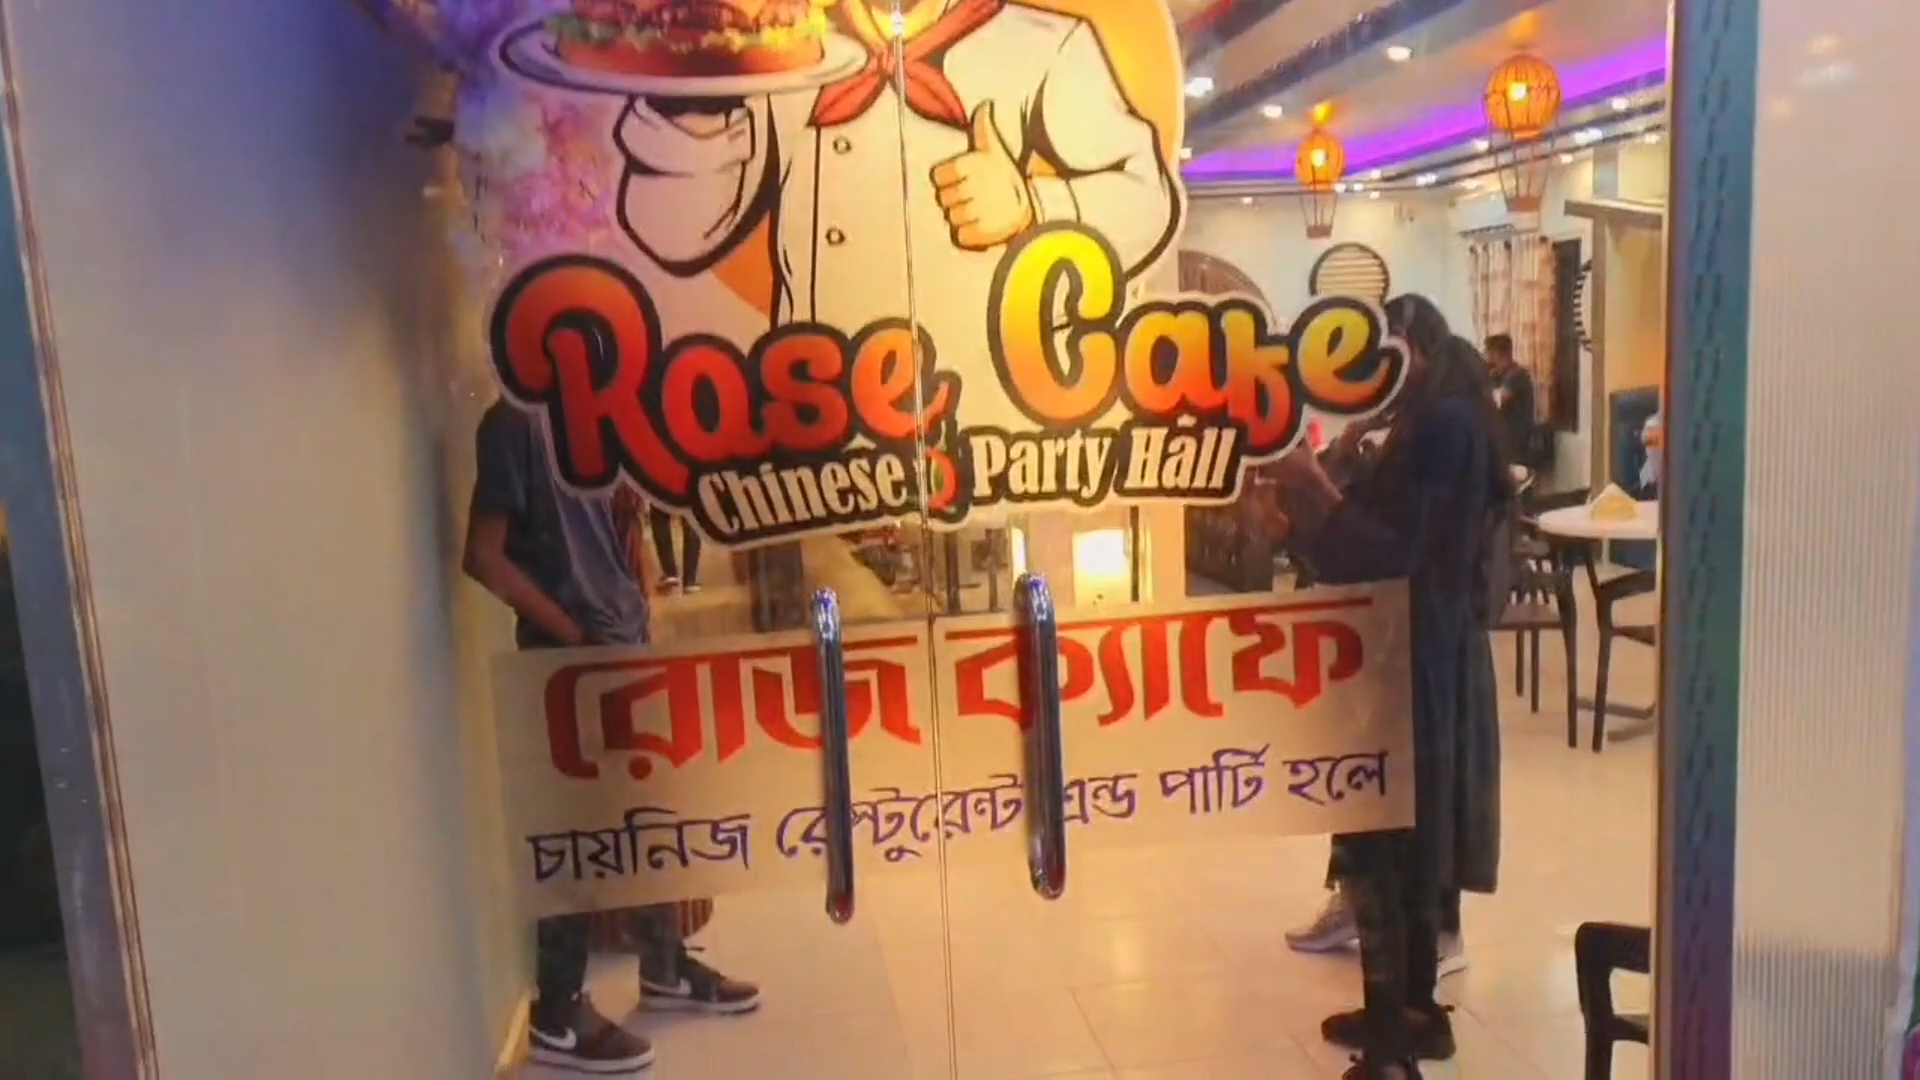 Rose Cafe
Chinese & Party Hall
রোজ ক্যাফে
চায়নিজ রেস্টুরেন্ট এন্ড পার্টি হলে